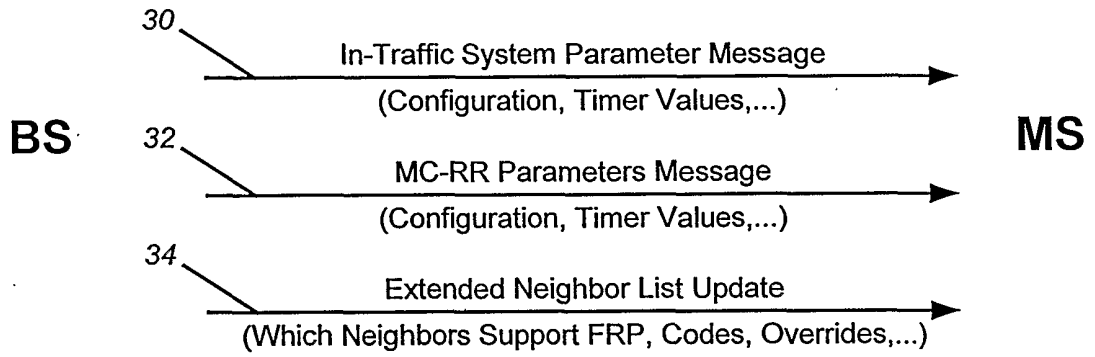 30
In-Traffic System Parameter Message
(Configuration, Timer Values,...)
BS
MS
32
MC-RR Parameters Message
(Configuration, Timer Values,...)
34
Extended Neighbor List Update
(Which Neighbors Support FRP, Codes, Overrides,...)